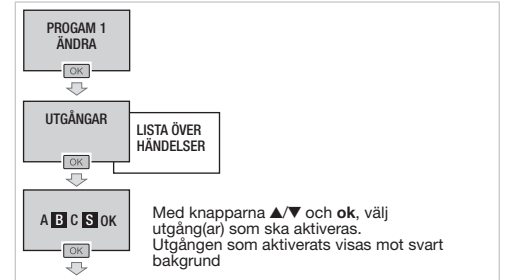 PROGAM 1
ÄNDRA
OK
UTGÅNGAR
LISTA ÖVER
HÄNDELSER
OK
A B C S OK
Med knapparna ▲/▼ och ok, välj
utgång(ar) som ska aktiveras.
Utgången som aktiverats visas mot svart
bakgrund
OK